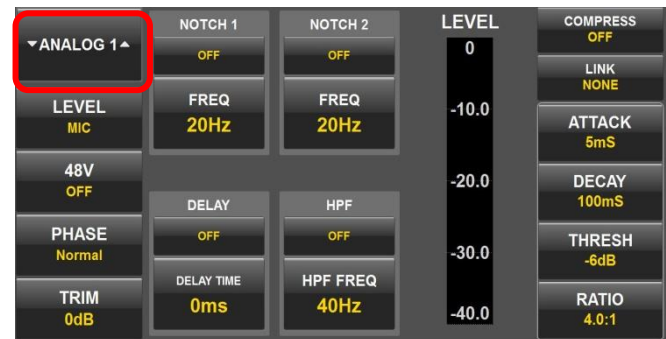 ▼ANALOG 1▲
LEVEL
MIC
48V
OFF
PHASE
Normal
TRIM
0dB
NOTCH 1
OFF
FREQ
20Hz
NOTCH 2
OFF
FREQ
20Hz
DELAY
OFF
DELAY TIME
0ms
HPF
OFF
HPF FREQ
40Hz
LEVEL
0
-10.0
-20.0
-30.0
-40.0
COMPRESS
OFF
LINK
NONE
ATTACK
5mS
DECAY
100mS
THRESH
-6dB
RATIO
4.0:1